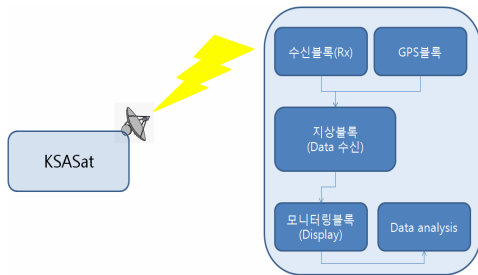 수신블록(Rx)
GPS블록
지상블록
(Data 수신)
KSASat
모니터링블록
(Display)
Data analysis